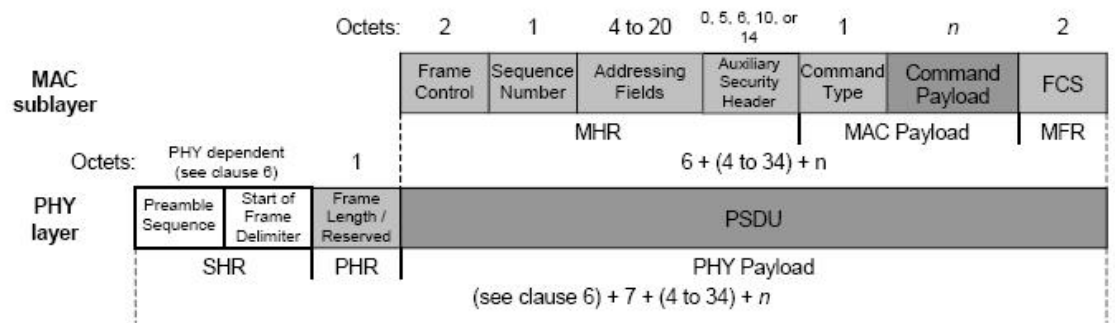 Octets: 2 1 4 to 20 0, 5, 6, 10, or 14 1 n 2
MAC sublayer
Frame Control
Sequence Number
Addressing Fields
Auxiliary Security Header
Command Type
Command Payload
FCS
MHR MAC Payload MFR
Octets: PHY dependent (see clause 6) 1 6 + (4 to 34) + n
PHY layer
Preamble Sequence
Start of Frame Delimiter
Frame Length / Reserved
PSDU
SHR PHR PHY Payload
(see clause 6) + 7 + (4 to 34) + n